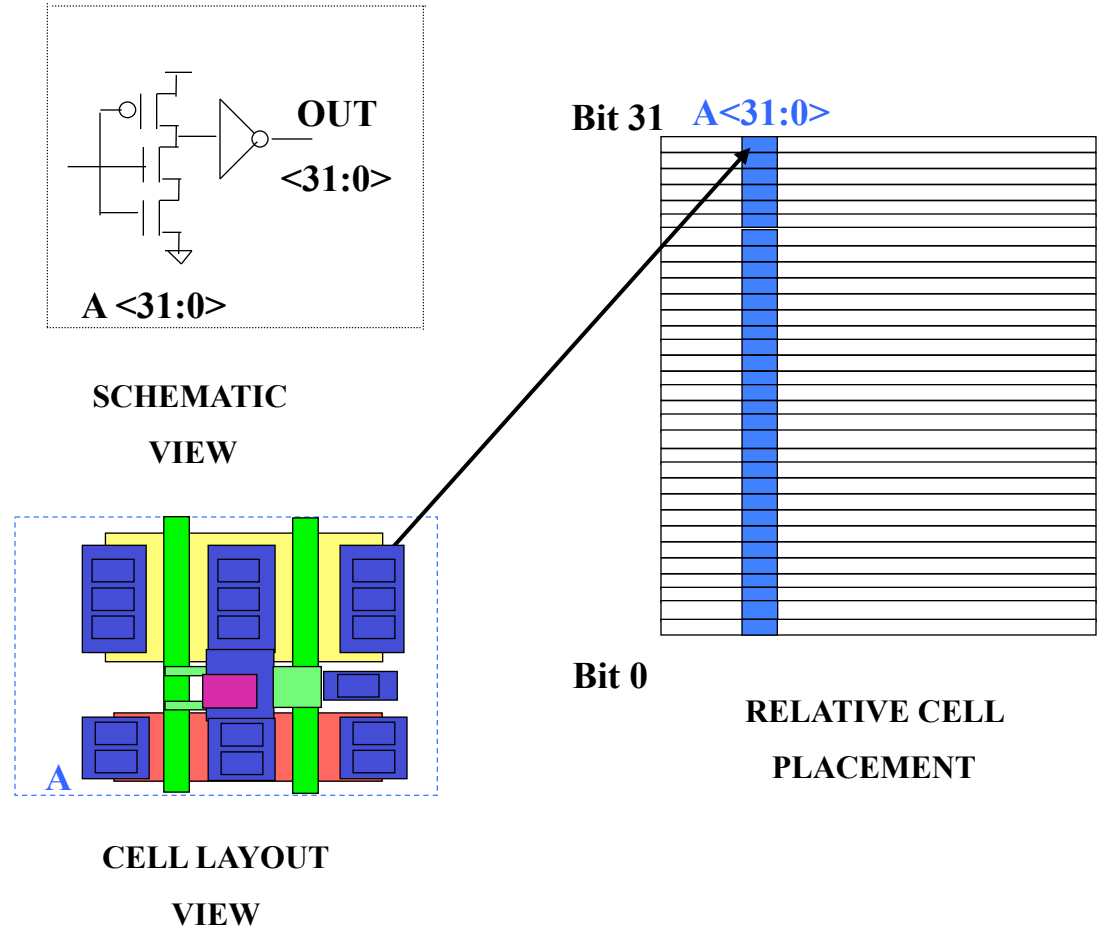 OUT
<31:0>
A <31:0>
SCHEMATIC
VIEW
A
CELL LAYOUT
VIEW
Bit 31
A<31:0>
Bit 0
RELATIVE CELL
PLACEMENT